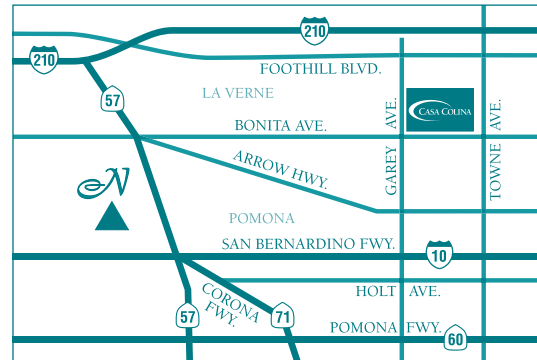 210
210
FOOTHILL BLVD.
57
LA VERNE
CASA COLINA
BONITA AVE.
GAREY AVE.
TOWNE AVE.
ARROW HWY.
N
POMONA
SAN BERNARDINO FWY.
10
CORONA
FWY.
HOLT AVE.
57
71
POMONA FWY.
60